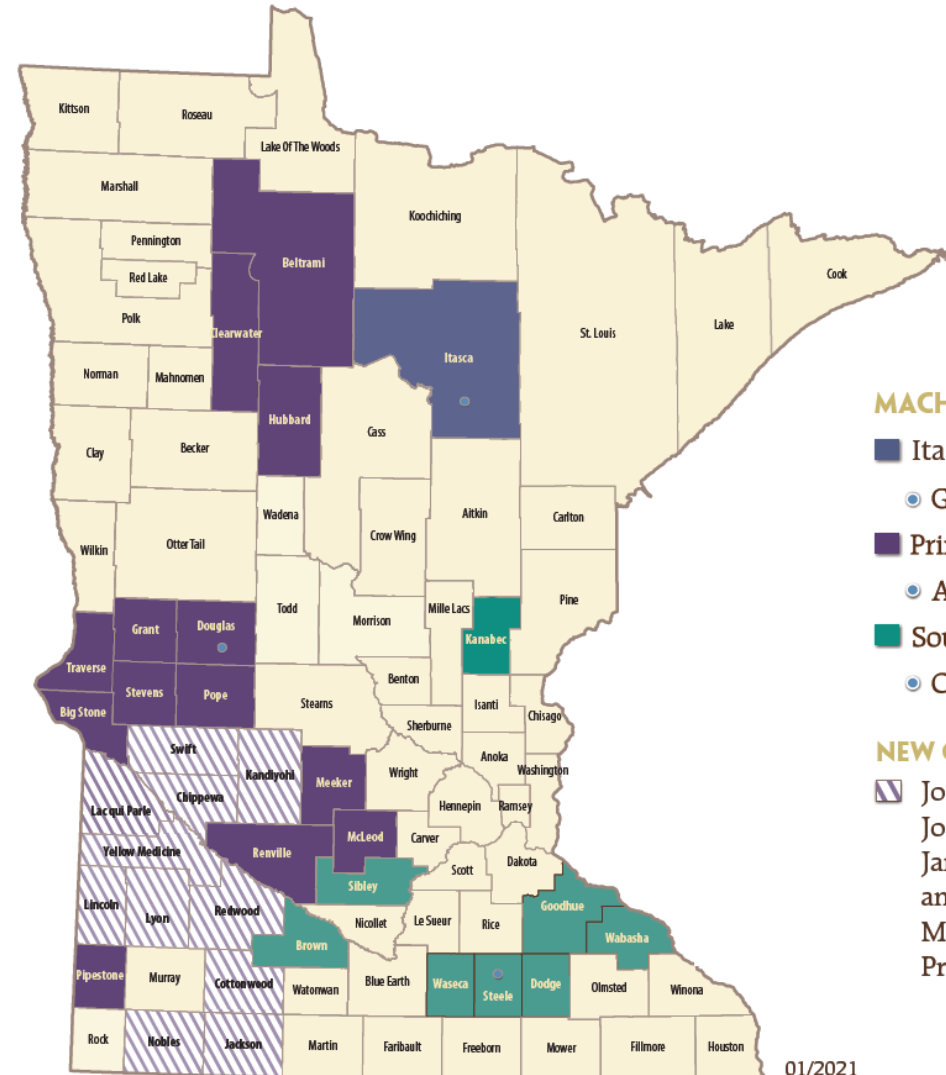 Kittson
Roseau
Lake Of The Woods
Marshall
Koochiching
Pennington
Beltrami
Red Lake
Cook
Polk
Clearwater
St. Louis
Lake
Itasca
Norman
Mahnomen
Hubbard
Cass
Clay
Becker
Wadena
Aitkin
Carlton
Crow Wing
Wilkin
Otter Tail
Todd
Mille Lacs
Pine
Morrison
Grant
Douglas
Kanabec
Traverse
Benton
Stevens
Pope
Stearns
Isanti
Big Stone
Chisago
Sherburne
Swift
Anoka
Kandiyohi
Wright
Washington
Meeker
Chippewa
Hennepin
Ramsey
Lac qui Parle
McLeod
Carver
Yellow Medicine
Renville
Dakota
Scott
Sibley
Lincoln
Lyon
Redwood
Goodhue
Nicollet
Le Sueur
Rice
Brown
Wabasha
Pipestone
Murray
Cottonwood
Watonwan
Blue Earth
Waseca
Steele
Dodge
Olmsted
Winona
Rock
Nobles
Jackson
Martin
Faribault
Freeborn
Mower
Fillmore
Houston
MACH
Ita
G
Pri
A
Sou
C
NEW
Jo
Jo
Ja
an
M
Pr
01/2021